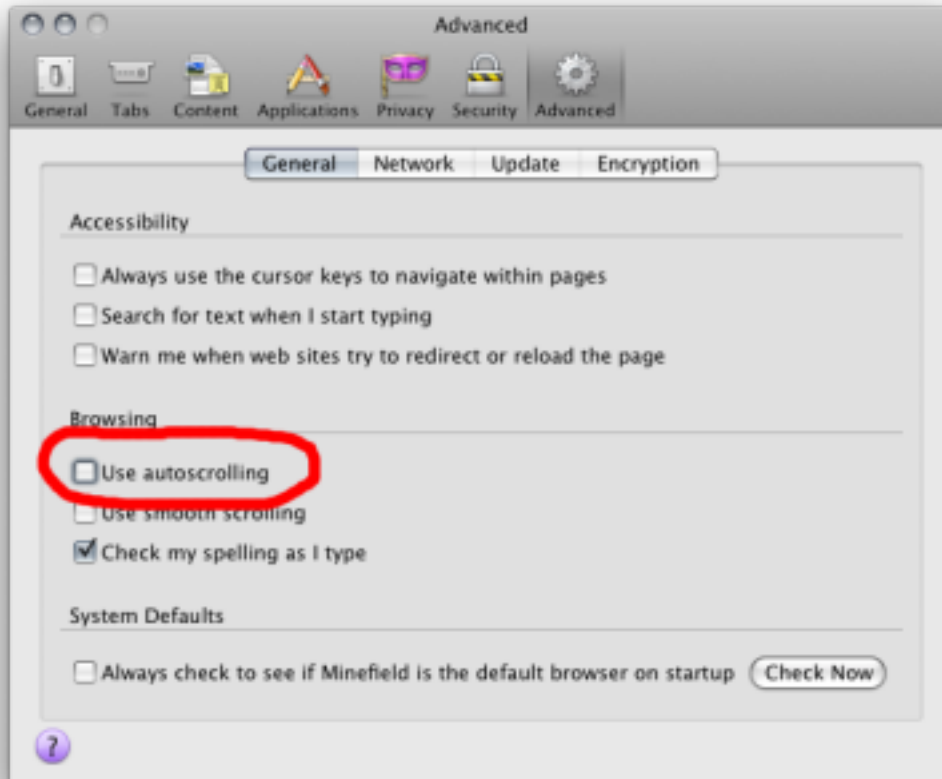 Advanced
General Tabs Content Applications Privacy Security Advanced
General Network Update Encryption
Accessibility
Always use the cursor keys to navigate within pages
Search for text when I start typing
Warn me when web sites try to redirect or reload the page
Browsing
Use autoscrolling
Use smooth scrolling
Check my spelling as I type
System Defaults
Always check to see if Minefield is the default browser on startup Check Now
?